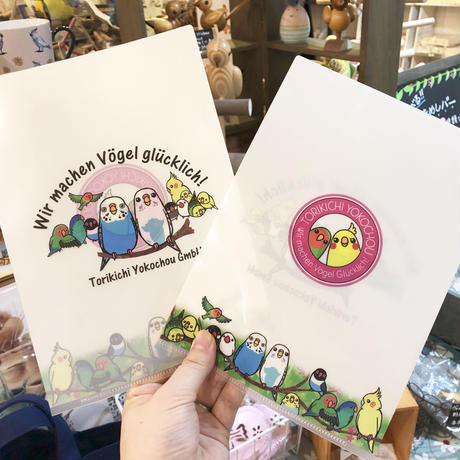 Wir machen Vögel glücklich!
Torikichi Yokochou GmbH
TORIKICHI YOKOCHOU
Wir machen Vögel Glücklich!